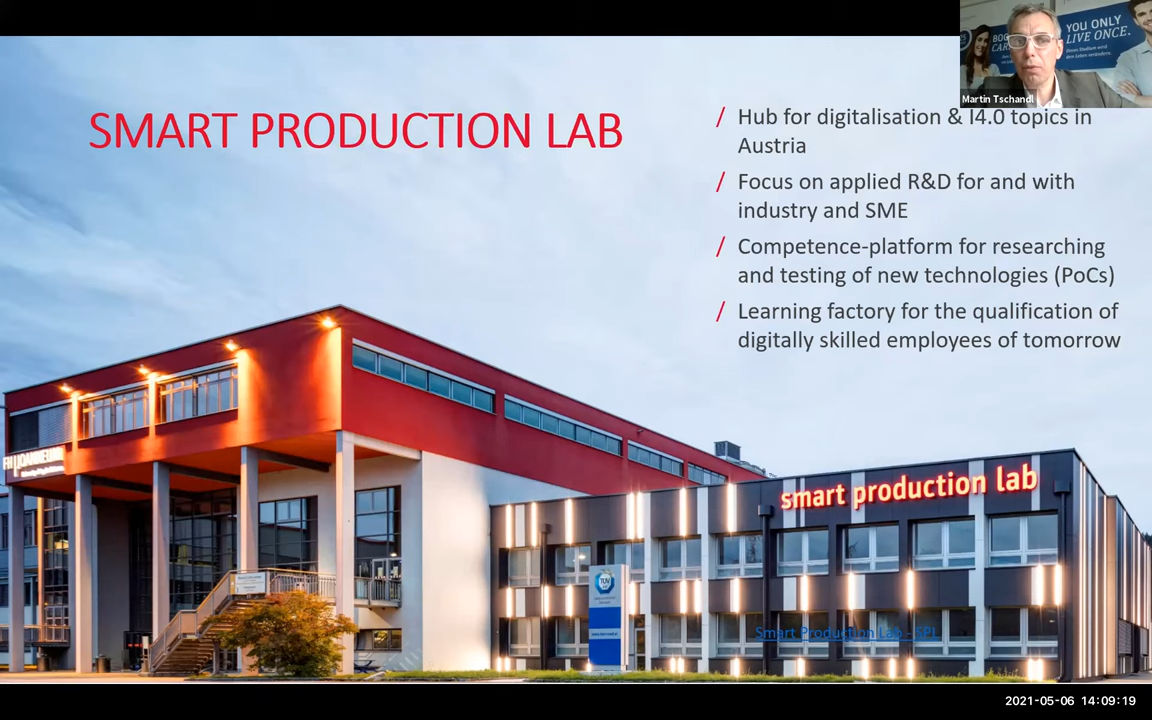 SMART PRODUCTION LAB
/ Hub for digitalisation & I4.0 topics in
Austria
/ Focus on applied R&D for and with
industry and SME
/ Competence-platform for researching
and testing of new technologies (PoCs)
/ Learning factory for the qualification of
digitally skilled employees of tomorrow
YOU ONLY
LIVE ONCE.
Martin Tschandl
FH JOANNEUM
smart production lab
TÜV
Smart Production Lab - SPL
2021-05-06 14:09:19